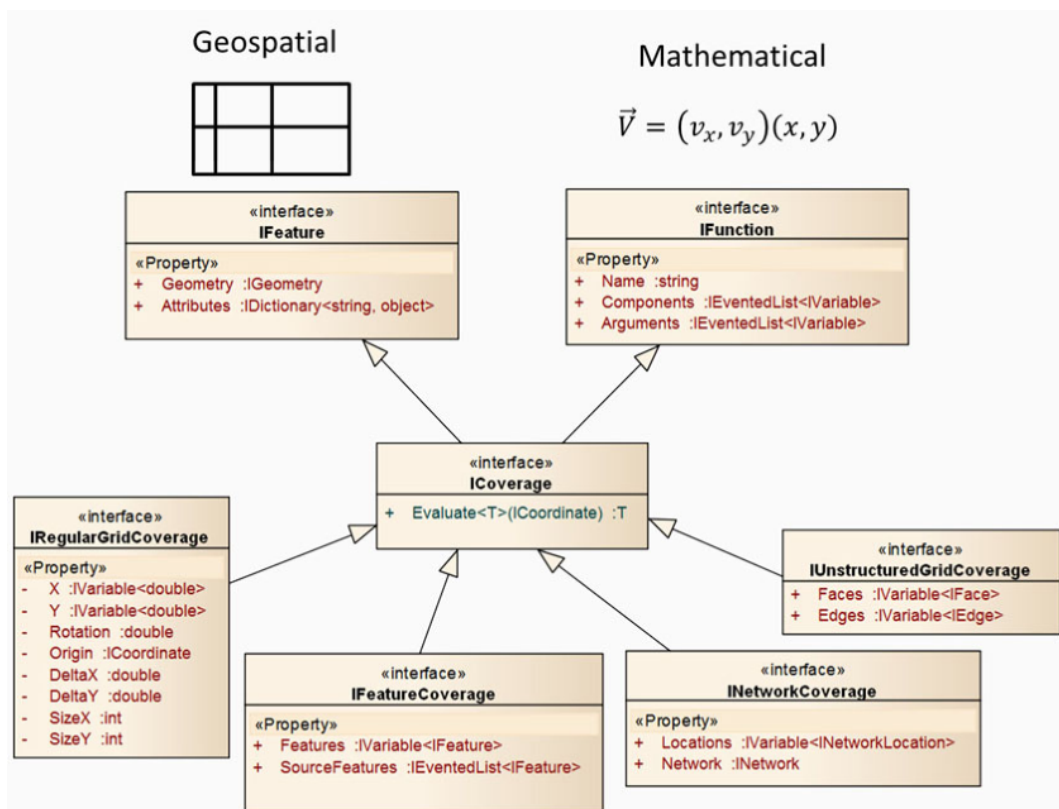 Geospatial
Mathematical
V⃗ = (vₓ, v_y)(x, y)
«interface»
IFeature
«Property»
+ Geometry :IGeometry
+ Attributes :IDictionary<string, object>
«interface»
IFunction
«Property»
+ Name :string
+ Components :IEventedList<IVariable>
+ Arguments :IEventedList<IVariable>
«interface»
ICoverage
+ Evaluate<T>(ICoordinate) :T
«interface»
IRegularGridCoverage
«Property»
- X :IVariable<double>
- Y :IVariable<double>
- Rotation :double
- Origin :ICoordinate
- DeltaX :double
- DeltaY :double
- SizeX :int
- SizeY :int
«interface»
IFeatureCoverage
«Property»
+ Features :IVariable<IFeature>
+ SourceFeatures :IEventedList<IFeature>
«interface»
INetworkCoverage
«Property»
+ Locations :IVariable<INetworkLocation>
+ Network :INetwork
«interface»
IUnstructuredGridCoverage
+ Faces :IVariable<IFace>
+ Edges :IVariable<IEdge>